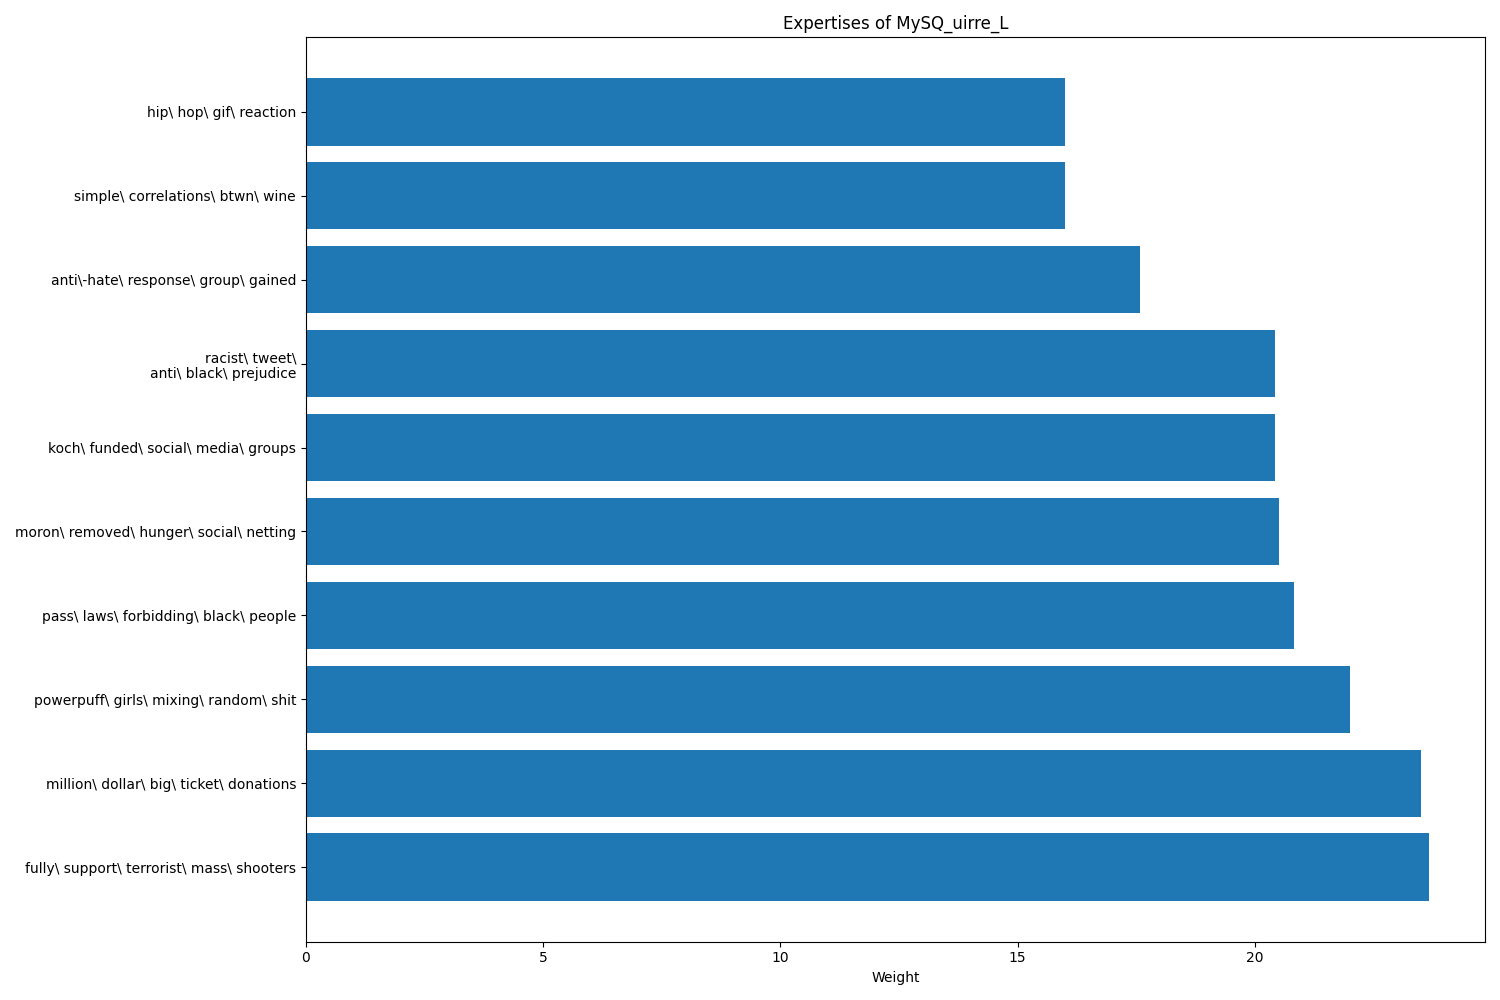 Expertises of MySQ_uirre_L
hip\ hop\ gif\ reaction
simple\ correlations\ btwn\ wine
anti\-hate\ response\ group\ gained
racist\ tweet\
anti\ black\ prejudice
koch\ funded\ social\ media\ groups
moron\ removed\ hunger\ social\ netting
pass\ laws\ forbidding\ black\ people
powerpuff\ girls\ mixing\ random\ shit
million\ dollar\ big\ ticket\ donations
fully\ support\ terrorist\ mass\ shooters
0 5 10 15 20
Weight